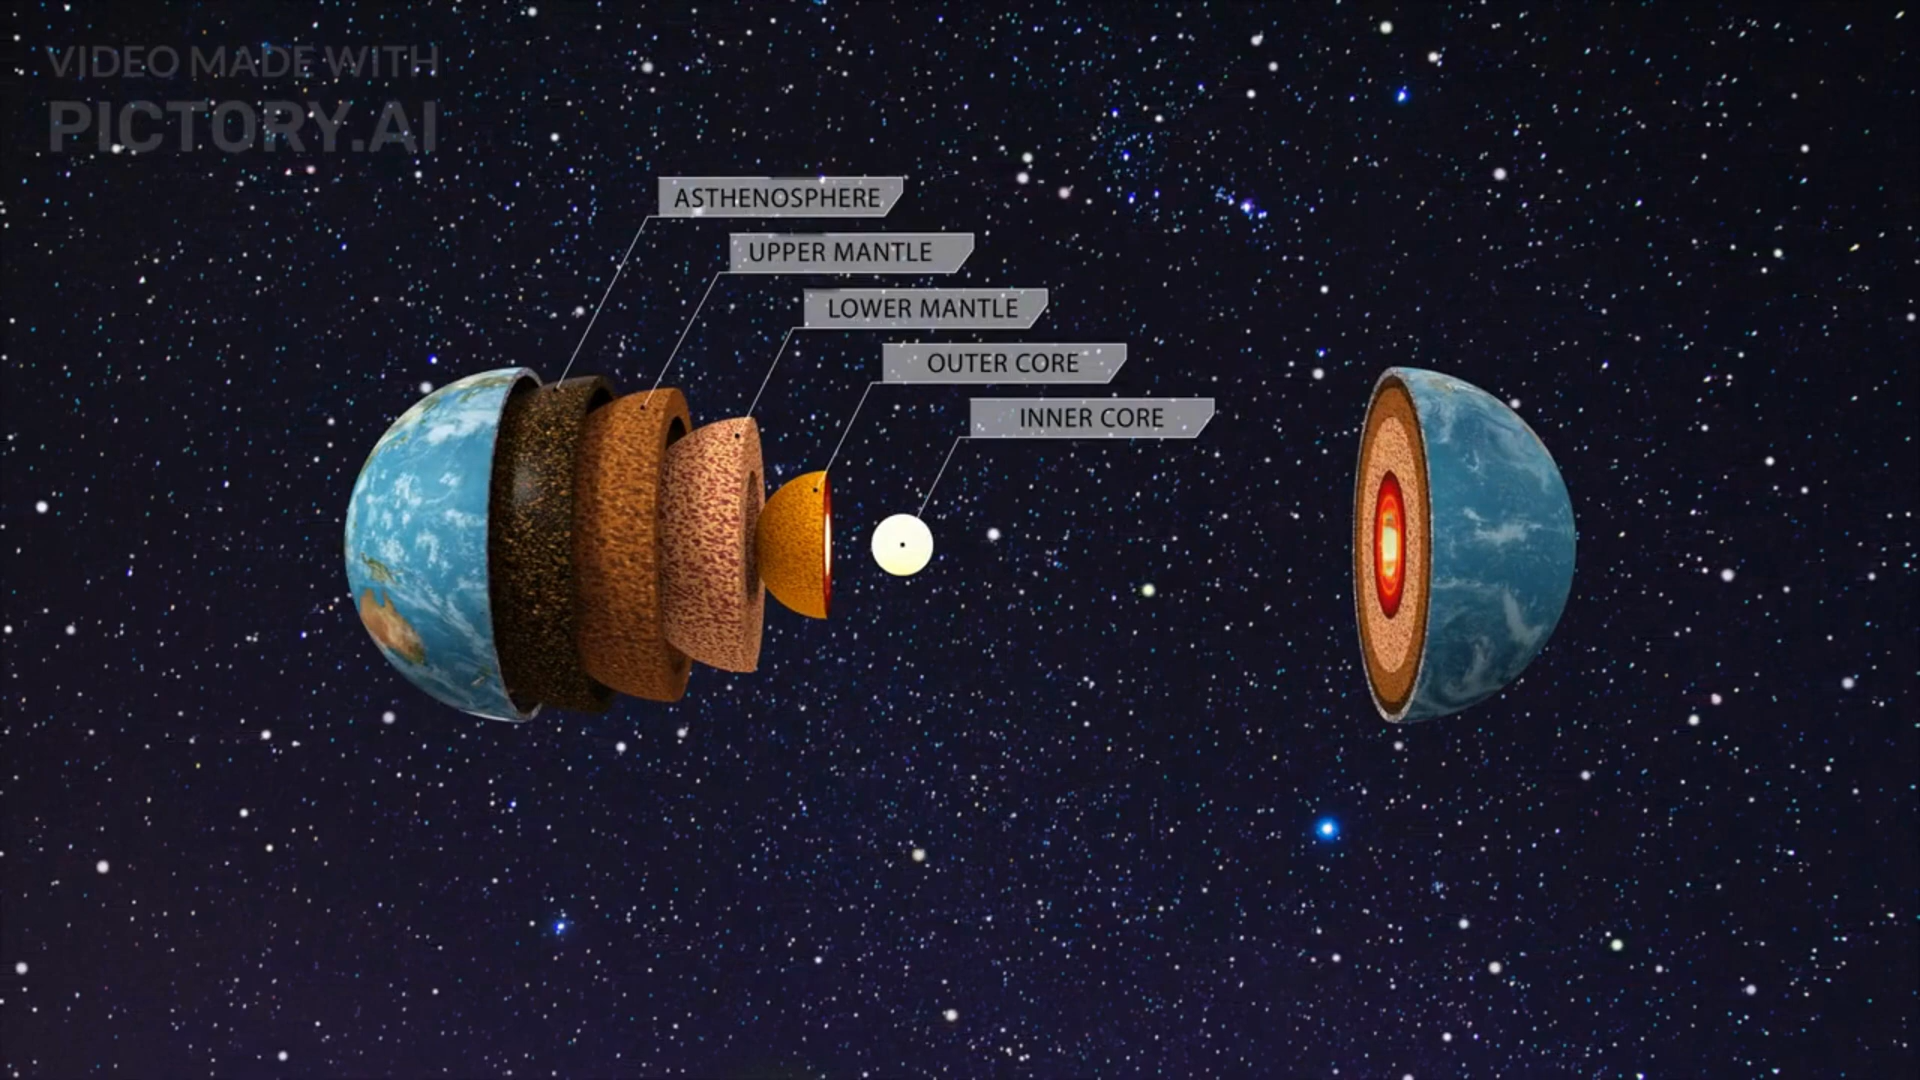 VIDEO MADE WITH
PICTORY.AI
ASTHENOSPHERE
UPPER MANTLE
LOWER MANTLE
OUTER CORE
INNER CORE